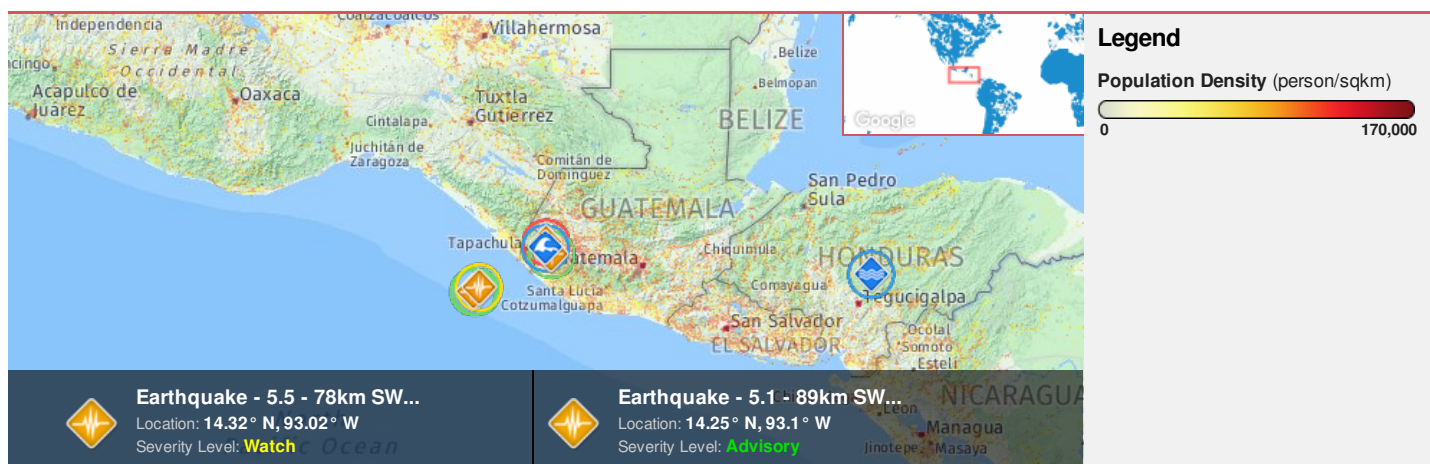 Independencia
Coatzacoalcos
Villahermosa
Sierra Madre
Occidental
Acapulco de
Juárez
Oaxaca
Tuxtla
Gutierrez
Cintalapa
Juchitán de
Zaragoza
Comitán de
Dominguez
Belize
Belmopan
BELIZE
Google
San Pedro
Sula
GUATEMALA
Tapachula
Chiquimula
HONDURAS
Comayagua
Tegucigalpa
Santa Lucía
Cotzumalguapa
San Salvador
EL SALVADOR
Ocotal
Somoto
Estelí
NICARAGUA
León
Managua
Jinotepe
Masaya
Ocean
Earthquake - 5.5 - 78km SW...
Location: 14.32° N, 93.02° W
Severity Level: Watch
Earthquake - 5.1 - 89km SW...
Location: 14.25° N, 93.1° W
Severity Level: Advisory
Legend
Population Density (person/sqkm)
0 170,000